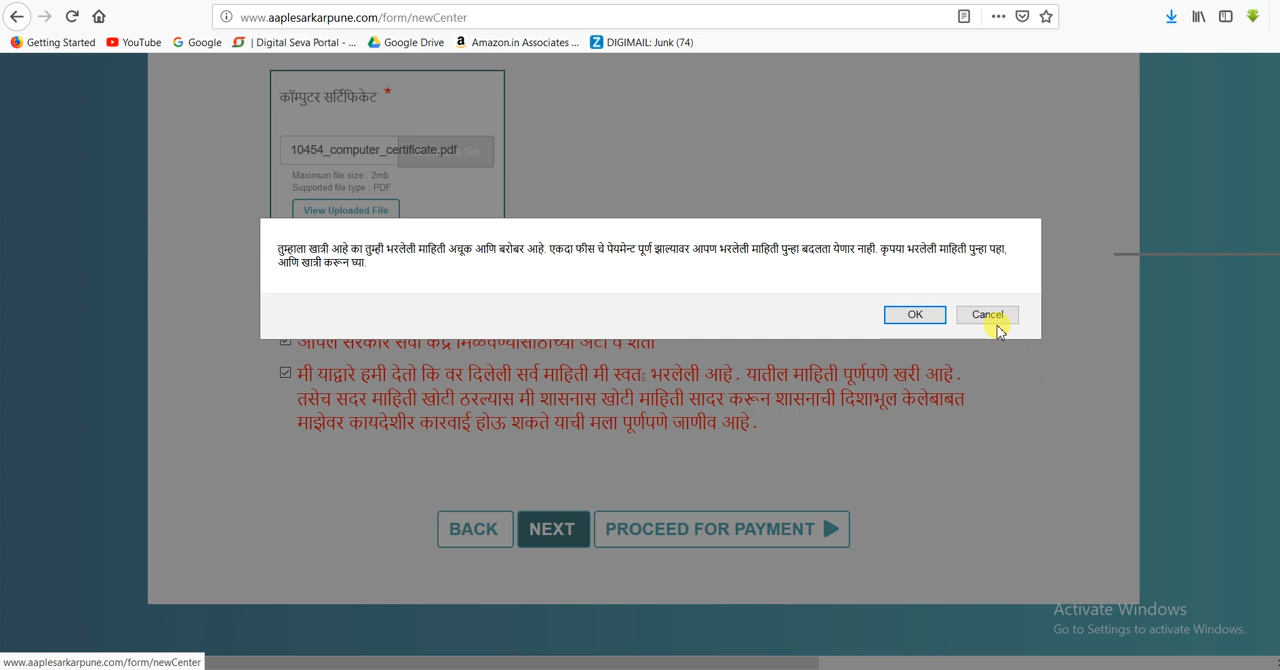 www.aaplesarkarpune.com/form/newCenter
Getting Started YouTube Google | Digital Seva Portal - ... Google Drive Amazon.in Associates ... DIGIMAIL: Junk (74)
कॉम्पुटर सर्टिफिकेट *
10454_computer_certificate.pdf
Maximum file size : 2mb
Supported file type : PDF
View Uploaded File
तुम्हाला खात्री आहे का तुम्ही भरलेली माहिती अचूक आणि बरोबर आहे. एकदा फीस चे पेयमेन्ट पूर्ण झाल्यावर आपण भरलेली माहिती पुन्हा बदलता येणार नाही. कृपया भरलेली माहिती पुन्हा पहा,
आणि खात्री करून घ्या.
OK Cancel
आपले सरकार सेवा केंद्र मिळवण्यासाठीच्या अटी व शर्ती
मी याद्वारे हमी देतो कि वर दिलेली सर्व माहिती मी स्वतः भरलेली आहे. यातील माहिती पूर्णपणे खरी आहे.
तसेच सदर माहिती खोटी ठरल्यास मी शासनास खोटी माहिती सादर करून शासनाची दिशाभूल केलेबाबत
माझेवर कायदेशीर कारवाई होऊ शकते याची मला पूर्णपणे जाणीव आहे.
BACK NEXT PROCEED FOR PAYMENT
Activate Windows
Go to Settings to activate Windows.
www.aaplesarkarpune.com/form/newCenter